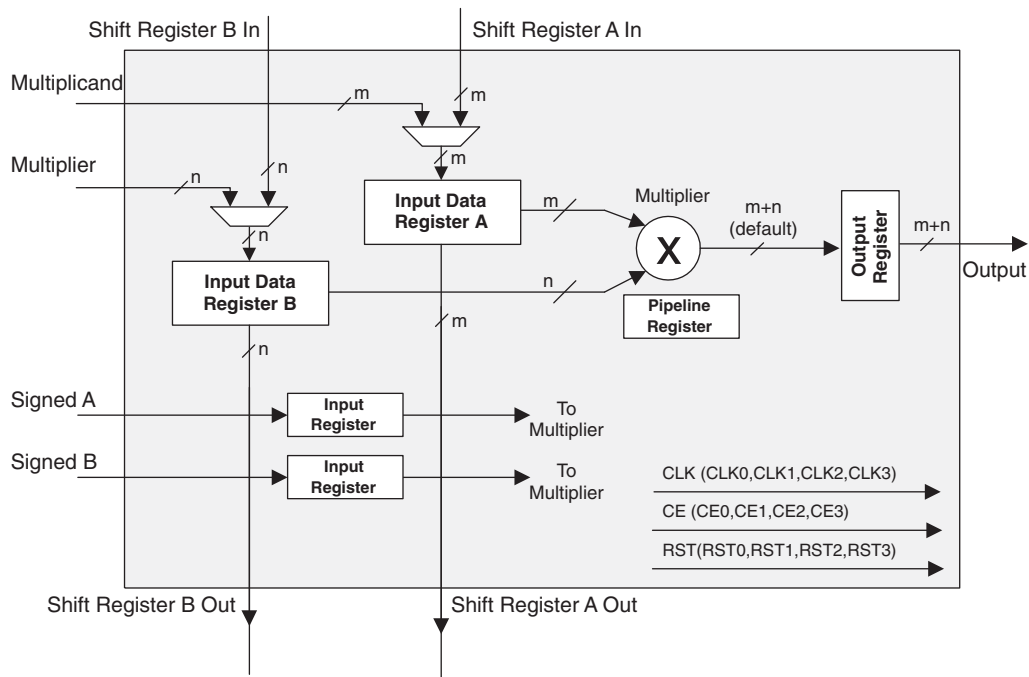 Shift Register B In
Shift Register A In
Multiplicand
m
m
Multiplier
n
n
m
n
Input Data
Register A
m
Multiplier
X
m+n
(default)
Output
Register
m+n
Output
Input Data
Register B
n
Pipeline
Register
m
n
Signed A
Input
Register
To
Multiplier
Signed B
Input
Register
To
Multiplier
CLK (CLK0,CLK1,CLK2,CLK3)
CE (CE0,CE1,CE2,CE3)
RST(RST0,RST1,RST2,RST3)
Shift Register B Out
Shift Register A Out